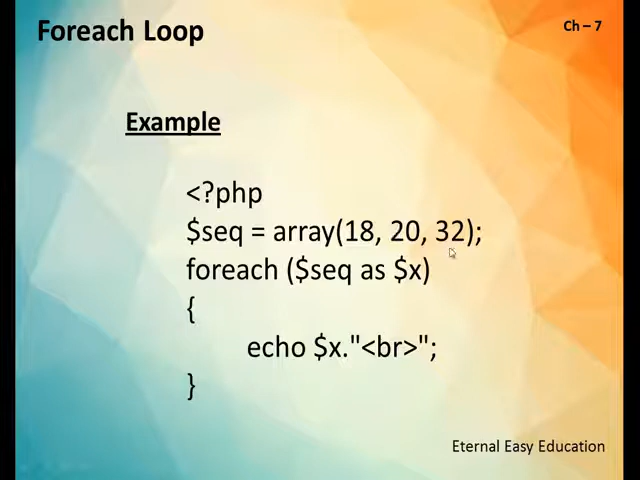 Foreach Loop
Ch – 7
Example
<?php
$seq = array(18, 20, 32);
foreach ($seq as $x)
{
echo $x."<br>";
}
Eternal Easy Education